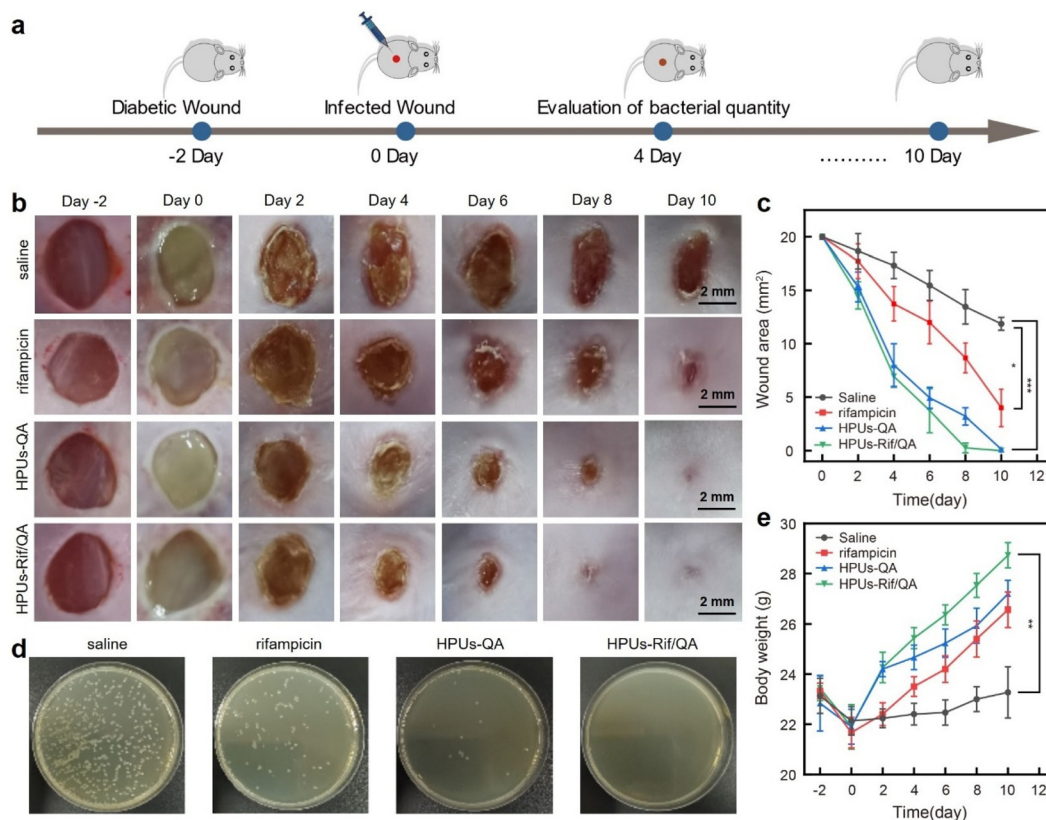 a
Diabetic Wound
Infected Wound
Evaluation of bacterial quantity
-2 Day
0 Day
4 Day
..........
10 Day
b
Day -2
Day 0
Day 2
Day 4
Day 6
Day 8
Day 10
saline
2 mm
rifampicin
2 mm
HPUs-QA
2 mm
HPUs-Rif/QA
2 mm
c
Wound area (mm²)
20
15
10
5
0
Saline
rifampicin
HPUs-QA
HPUs-Rif/QA
*
***
0 2 4 6 8 10 12
Time(day)
d
saline
rifampicin
HPUs-QA
HPUs-Rif/QA
e
Body weight (g)
30
28
26
24
22
20
Saline
rifampicin
HPUs-QA
HPUs-Rif/QA
**
-2 0 2 4 6 8 10 12
Time(day)